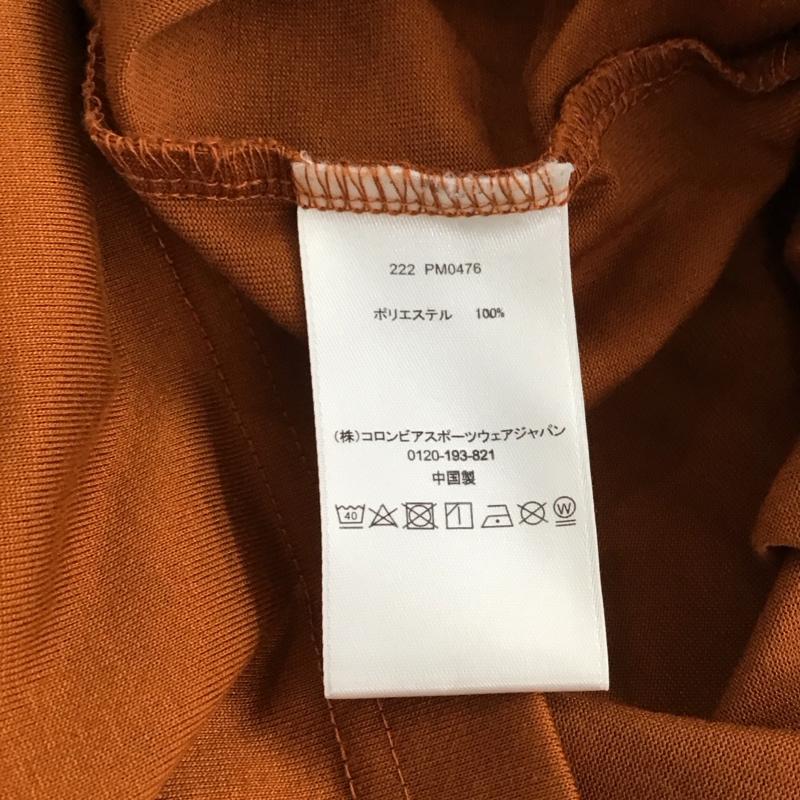 222 PM0476
ポリエステル 100%
(株)コロンビアスポーツウェアジャパン
0120-193-821
中国製
40 W